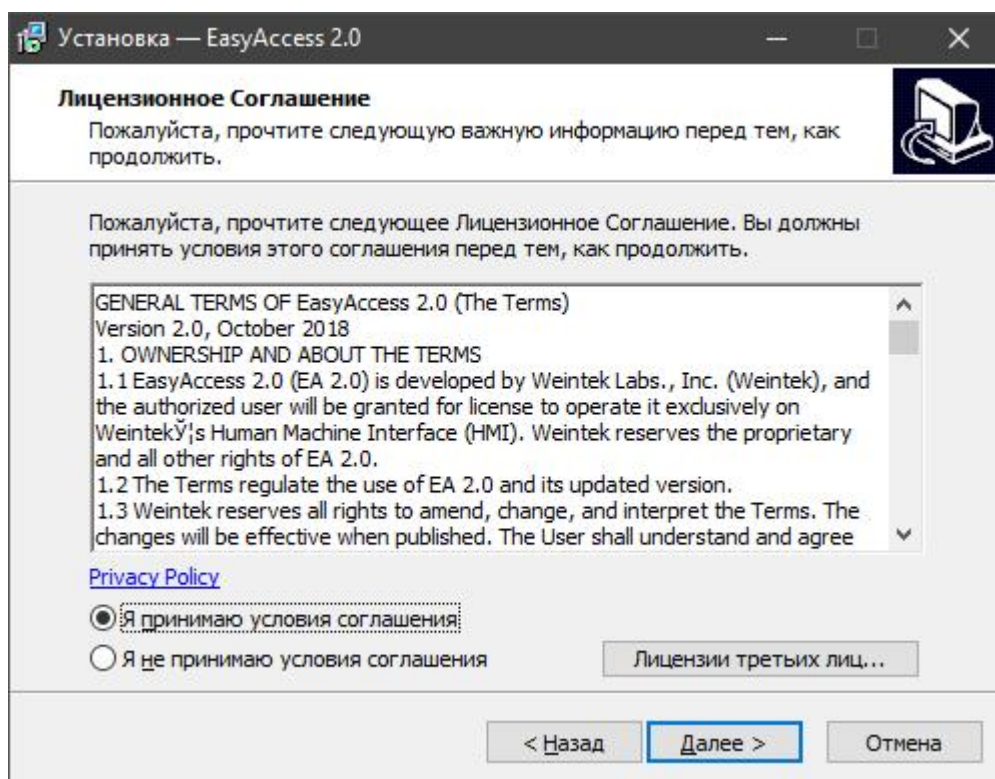 Установка — EasyAccess 2.0
Лицензионное Соглашение
Пожалуйста, прочтите следующую важную информацию перед тем, как
продолжить.
Пожалуйста, прочтите следующее Лицензионное Соглашение. Вы должны
принять условия этого соглашения перед тем, как продолжить.
GENERAL TERMS OF EasyAccess 2.0 (The Terms)
Version 2.0, October 2018
1. OWNERSHIP AND ABOUT THE TERMS
1.1 EasyAccess 2.0 (EA 2.0) is developed by Weintek Labs., Inc. (Weintek), and
the authorized user will be granted for license to operate it exclusively on
WeintekЎ¦s Human Machine Interface (HMI). Weintek reserves the proprietary
and all other rights of EA 2.0.
1.2 The Terms regulate the use of EA 2.0 and its updated version.
1.3 Weintek reserves all rights to amend, change, and interpret the Terms. The
changes will be effective when published. The User shall understand and agree
Privacy Policy
Я принимаю условия соглашения
Я не принимаю условия соглашения
Лицензии третьих лиц...
< Назад
Далее >
Отмена